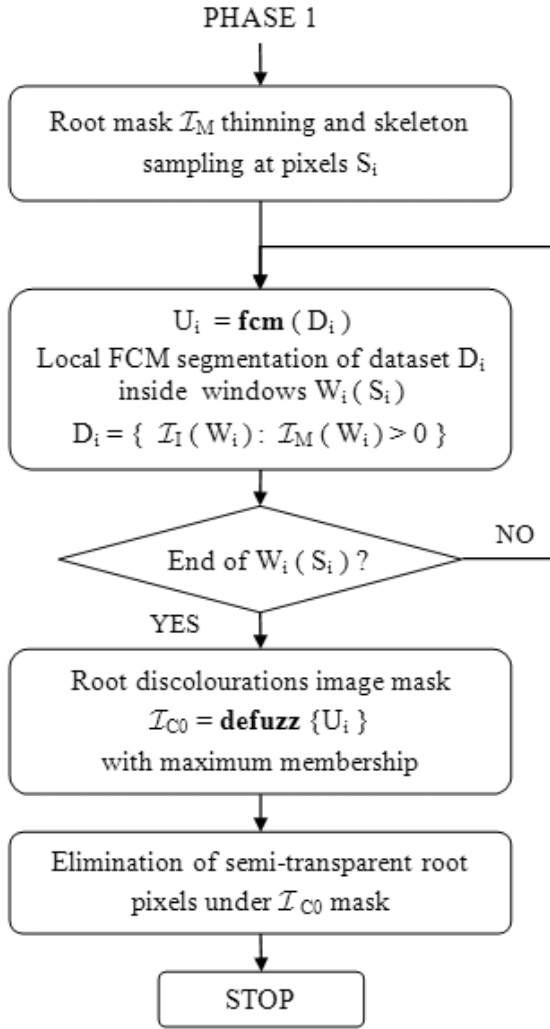 PHASE 1
Root mask ℐM thinning and skeleton
sampling at pixels Si
Ui = fcm ( Di )
Local FCM segmentation of dataset Di
inside windows Wi ( Si )
Di = { ℐI ( Wi ) : ℐM ( Wi ) > 0 }
End of Wi ( Si ) ?
NO
YES
Root discolourations image mask
ℐC0 = defuzz {Ui }
with maximum membership
Elimination of semi-transparent root
pixels under ℐC0 mask
STOP